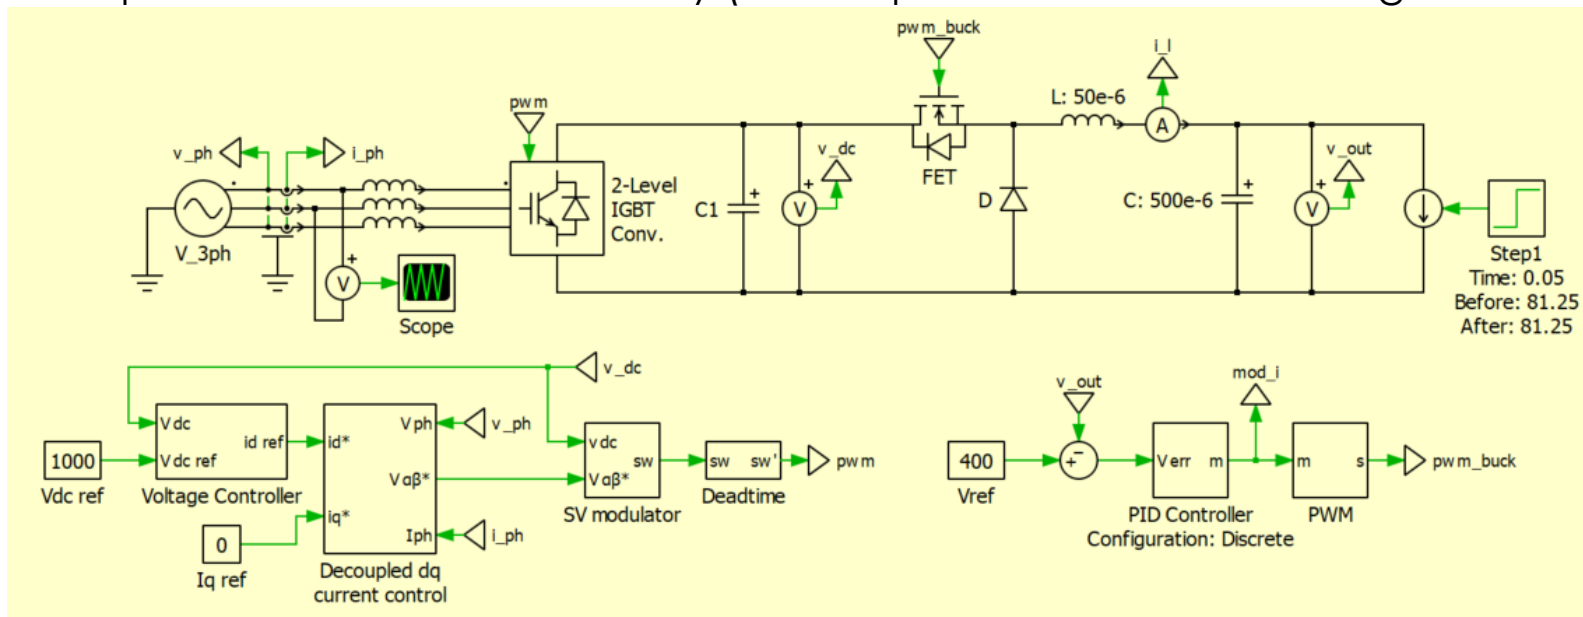 pwm_buck
i_l
L: 50e-6
A
pwm
v_ph
i_ph
v_dc
v_out
FET
2-Level
IGBT
Conv.
C1
V
D
C: 500e-6
V
V_3ph
V
Scope
Step1
Time: 0.05
Before: 81.25
After: 81.25
v_dc
Vdc
id ref
Vdc ref
1000
Vdc ref
Voltage Controller
id*
Vph
v_ph
Vαβ*
iq*
Iph
i_ph
0
Iq ref
Decoupled dq
current control
v dc
sw
Vαβ*
SV modulator
sw
sw'
Deadtime
pwm
v_out
mod_i
400
Vref
+
−
Verr
m
PID Controller
Configuration: Discrete
m
s
PWM
pwm_buck